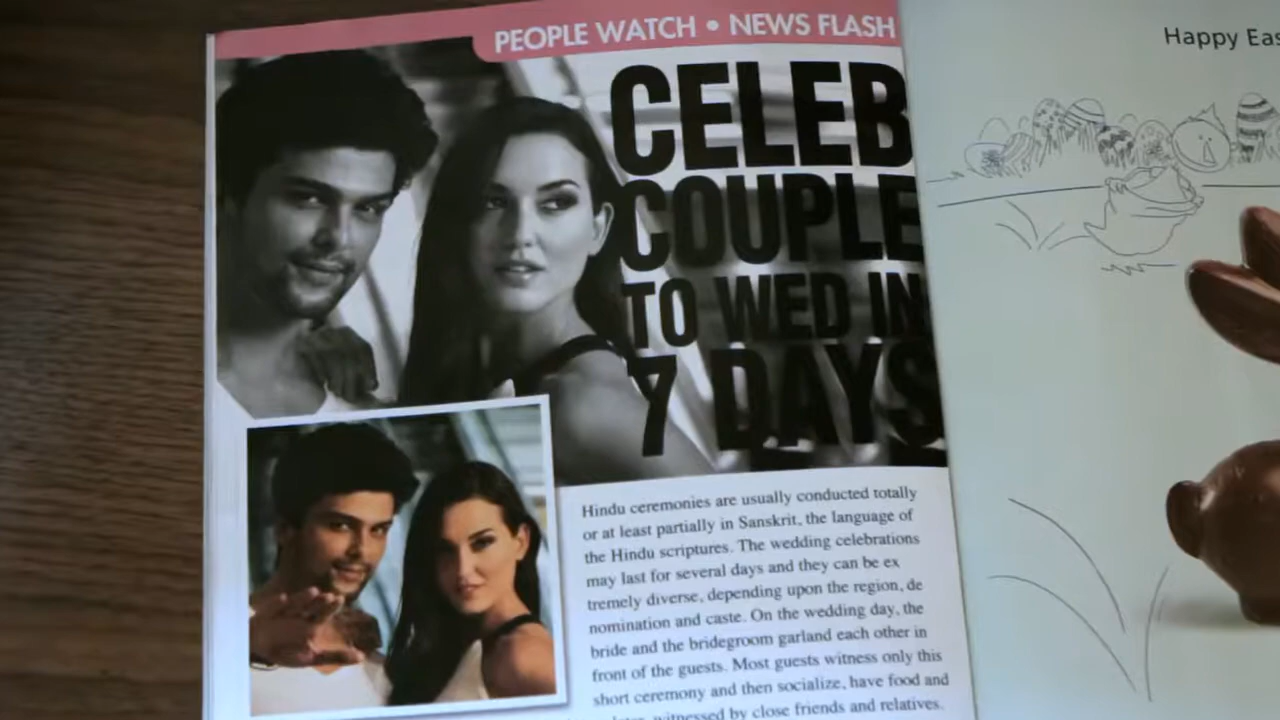 PEOPLE WATCH • NEWS FLASH
CELEB
COUPLE
TO WED IN
7 DAYS
Hindu ceremonies are usually conducted totally
or at least partially in Sanskrit, the language of
the Hindu scriptures. The wedding celebrations
may last for several days and they can be ex
tremely diverse, depending upon the region, de
nomination and caste. On the wedding day, the
bride and the bridegroom garland each other in
front of the guests. Most guests witness only this
short ceremony and then socialize, have food and
witnessed by close friends and relatives.
Happy Eas